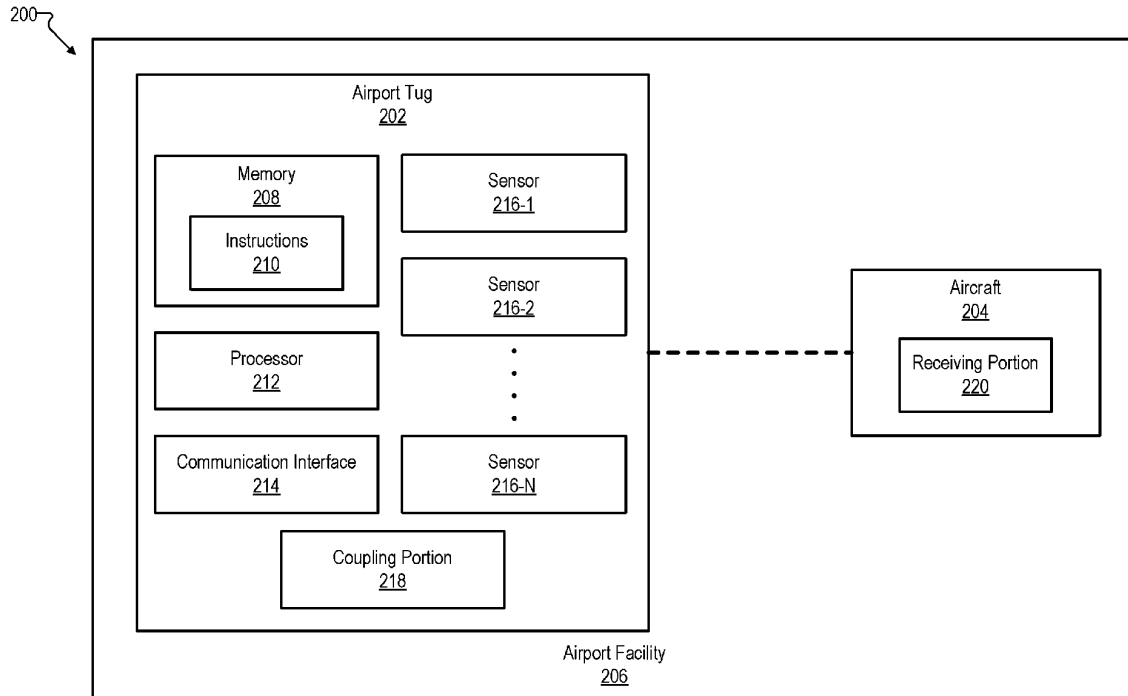 200
Airport Tug
202
Memory
208
Instructions
210
Processor
212
Communication Interface
214
Sensor
216-1
Sensor
216-2
Sensor
216-N
Coupling Portion
218
Aircraft
204
Receiving Portion
220
Airport Facility
206